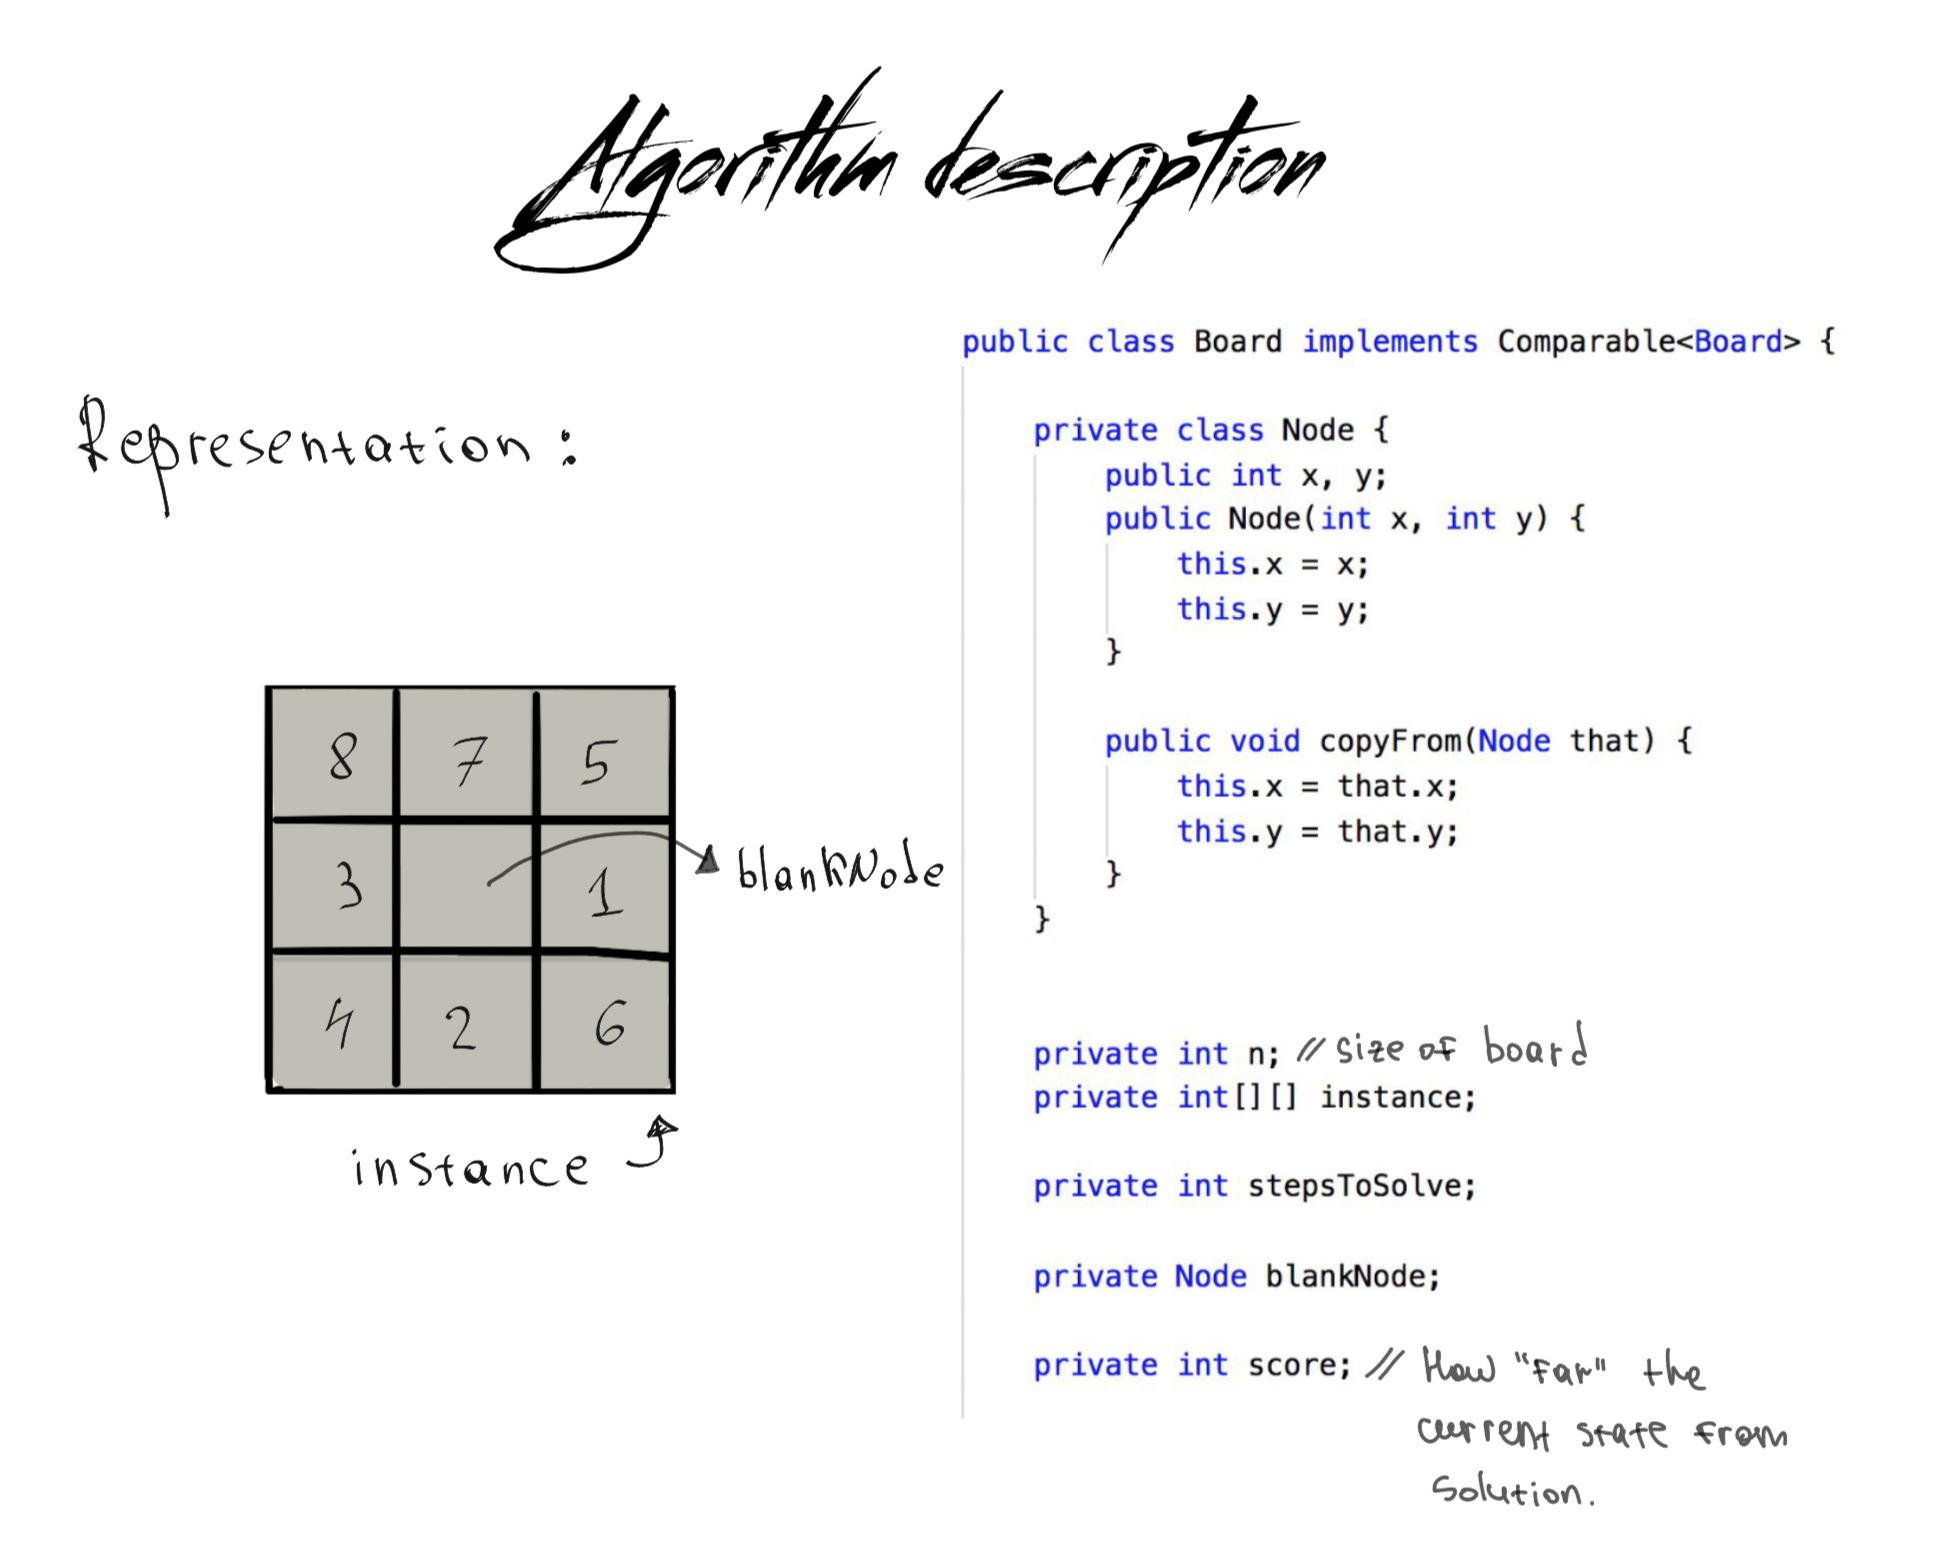 Algorithm description
Representation:
8 7 5
3 1
4 2 6
blankNode
instance
public class Board implements Comparable<Board> {
private class Node {
public int x, y;
public Node(int x, int y) {
this.x = x;
this.y = y;
}
public void copyFrom(Node that) {
this.x = that.x;
this.y = that.y;
}
}
private int n; // size of board
private int[][] instance;
private int stepsToSolve;
private Node blankNode;
private int score; // How "far" the
current state from
solution.